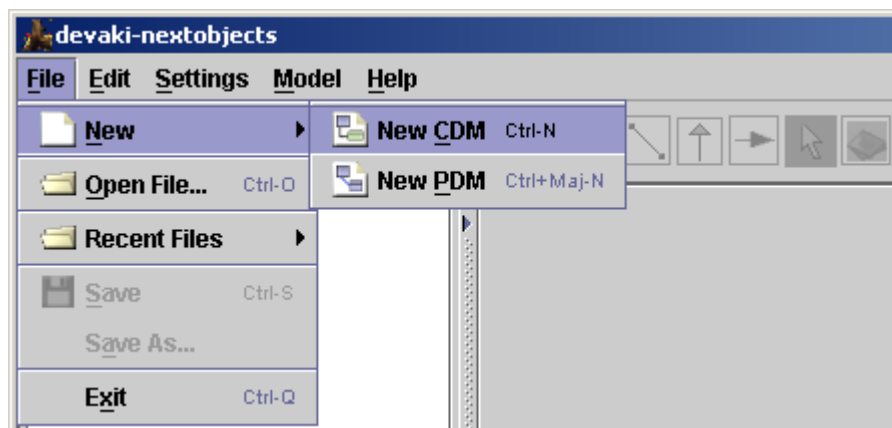 devaki-nextobjects
File Edit Settings Model Help
New New CDM Ctrl-N
Open File... Ctrl-O New PDM Ctrl+Maj-N
Recent Files
Save Ctrl-S
Save As...
Exit Ctrl-Q